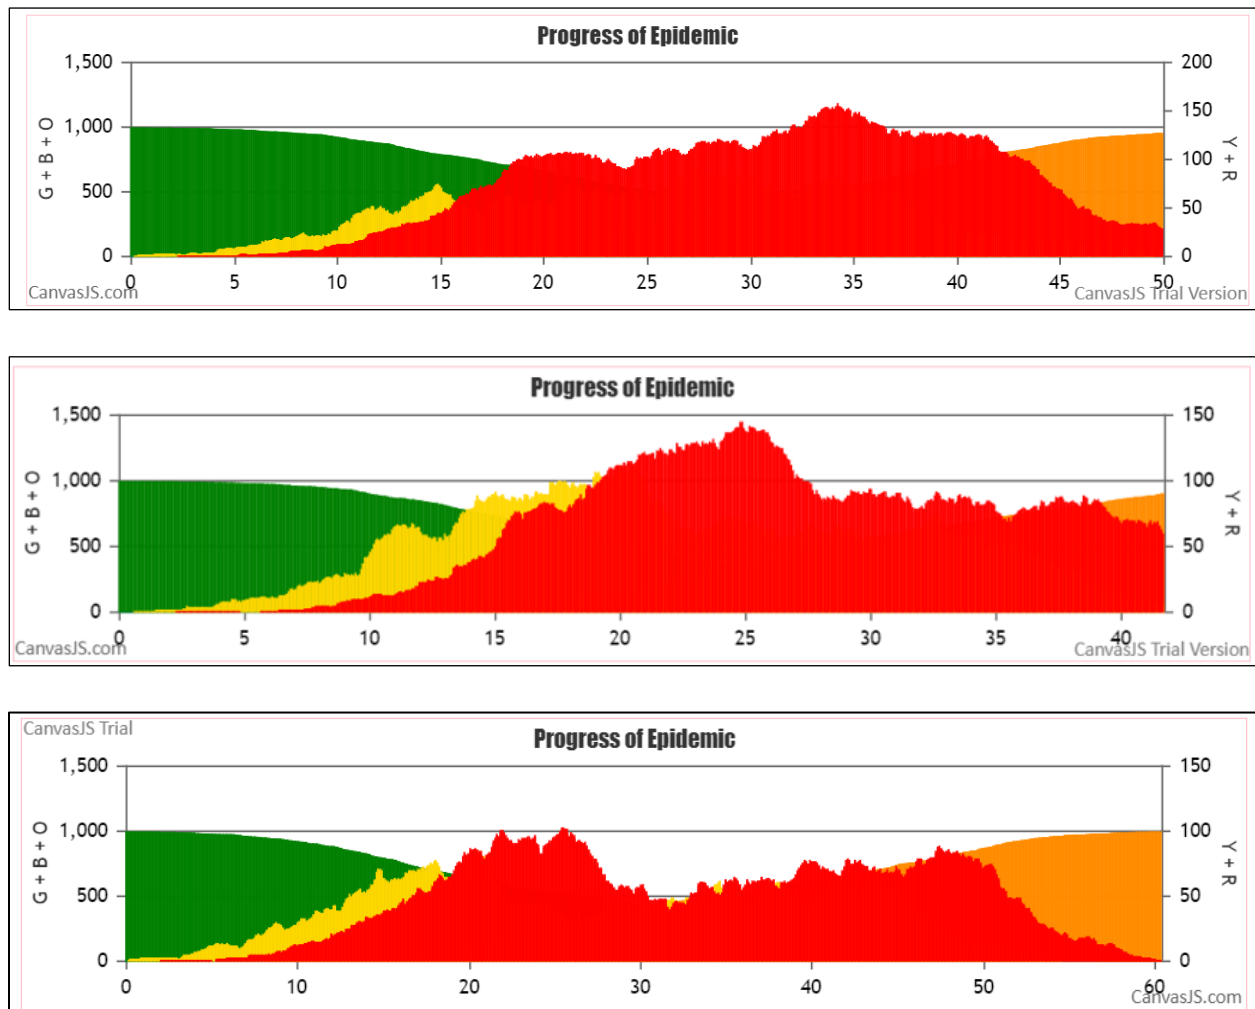 Progress of Epidemic
1,500 200
1,000 150
G + B + O 100 Y + R
500 50
0 0
0 5 10 15 20 25 30 35 40 45 50
CanvasJS.com CanvasJS Trial Version
Progress of Epidemic
1,500 150
1,000 100
G + B + O Y + R
500 50
0 0
0 5 10 15 20 25 30 35 40
CanvasJS.com CanvasJS Trial Version
CanvasJS Trial
Progress of Epidemic
1,500 150
1,000 100
G + B + O Y + R
500 50
0 0
0 10 20 30 40 50 60
CanvasJS.com